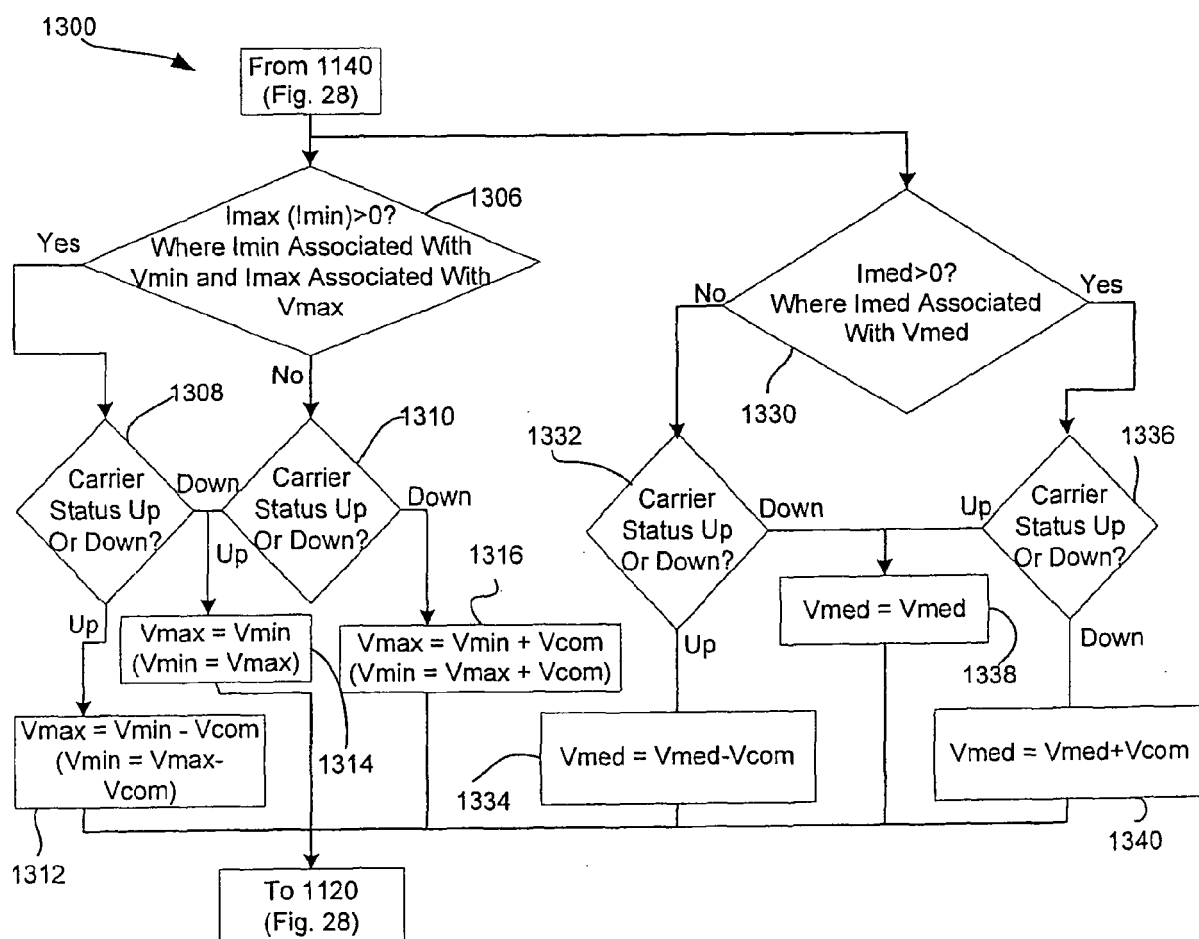 1300
From 1140
(Fig. 28)
1306
Imax (Imin)>0?
Where Imin Associated With
Vmin and Imax Associated With
Vmax
Yes
No
Imed>0?
Where Imed Associated
With Vmed
No
Yes
1330
1308
Carrier
Status Up
Or Down?
Down
Up
1310
Carrier
Status Up
Or Down?
Down
Up
1332
Carrier
Status Up
Or Down?
Down
Up
1336
Carrier
Status Up
Or Down?
Up
Down
1316
Vmax = Vmin
(Vmin = Vmax)
1314
Vmax = Vmin + Vcom
(Vmin = Vmax + Vcom)
Vmed = Vmed
1338
Vmax = Vmin - Vcom
(Vmin = Vmax-
Vcom)
1312
Vmed = Vmed-Vcom
1334
Vmed = Vmed+Vcom
1340
To 1120
(Fig. 28)